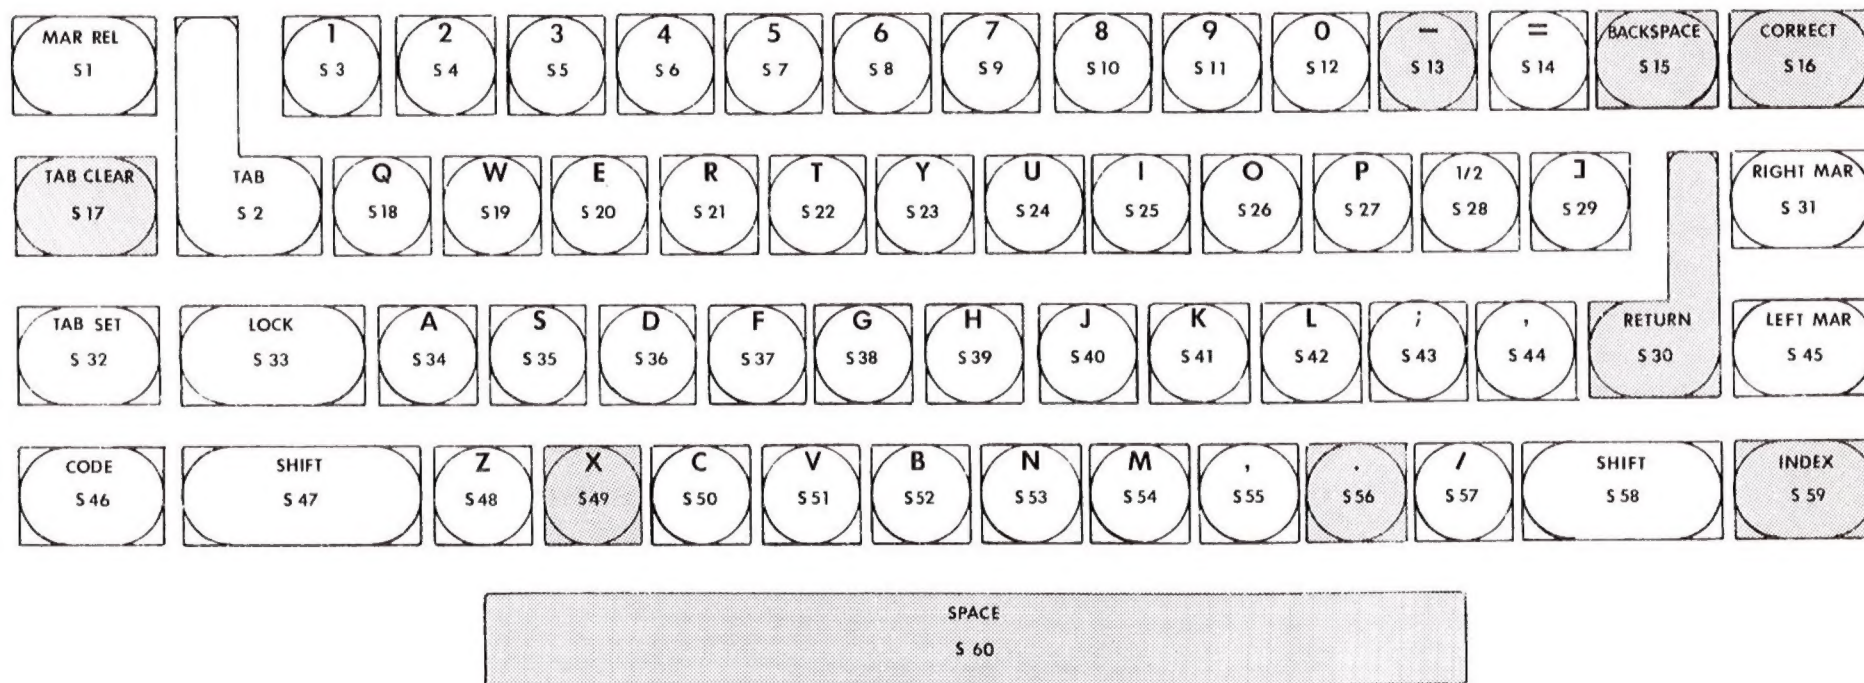 MAR REL 1 2 3 4 5 6 7 8 9 0 - = BACKSPACE CORRECT
S1 S 3 S 4 S 5 S 6 S 7 S 8 S 9 S 10 S 11 S 12 S 13 S 14 S 15 S 16
TAB CLEAR TAB Q W E R T Y U I O P 1/2 ] RIGHT MAR
S 17 S 2 S 18 S 19 S 20 S 21 S 22 S 23 S 24 S 25 S 26 S 27 S 28 S 29 S 31
TAB SET LOCK A S D F G H J K L ; , RETURN LEFT MAR
S 32 S 33 S 34 S 35 S 36 S 37 S 38 S 39 S 40 S 41 S 42 S 43 S 44 S 30 S 45
CODE SHIFT Z X C V B N M , . / SHIFT INDEX
S 46 S 47 S 48 S 49 S 50 S 51 S 52 S 53 S 54 S 55 S 56 S 57 S 58 S 59
SPACE
S 60